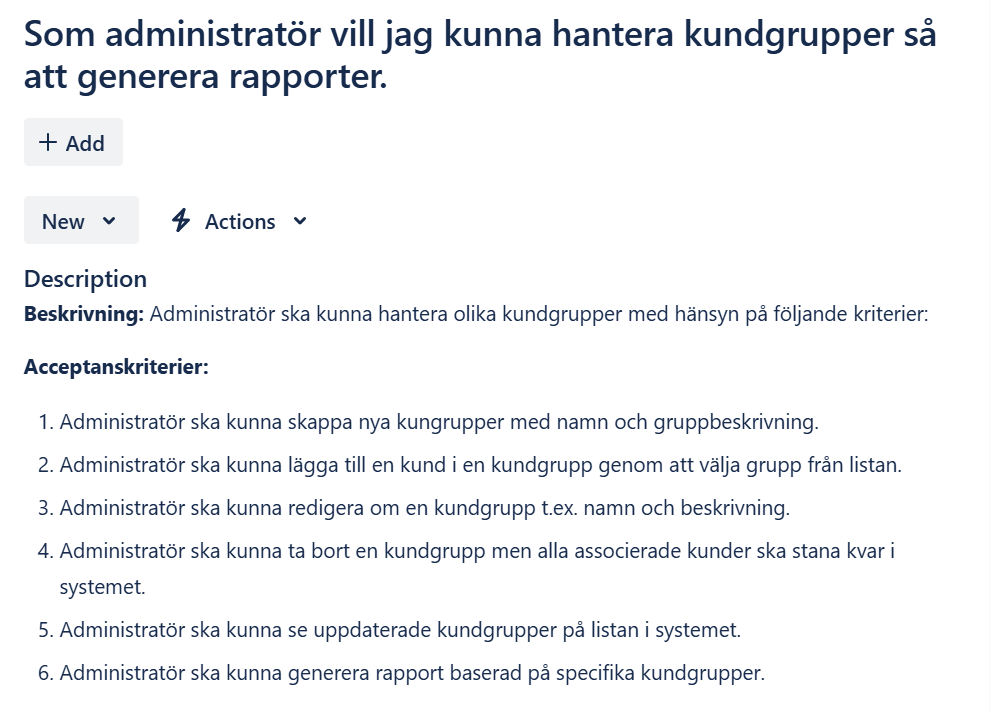 Som administratör vill jag kunna hantera kundgrupper så
att generera rapporter.
+ Add
New
Actions
Description
Beskrivning: Administratör ska kunna hantera olika kundgrupper med hänsyn på följande kriterier:
Acceptanskriterier:
1. Administratör ska kunna skappa nya kungrupper med namn och gruppbeskrivning.
2. Administratör ska kunna lägga till en kund i en kundgrupp genom att välja grupp från listan.
3. Administratör ska kunna redigera om en kundgrupp t.ex. namn och beskrivning.
4. Administratör ska kunna ta bort en kundgrupp men alla associerade kunder ska stana kvar i
systemet.
5. Administratör ska kunna se uppdaterade kundgrupper på listan i systemet.
6. Administratör ska kunna generera rapport baserad på specifika kundgrupper.